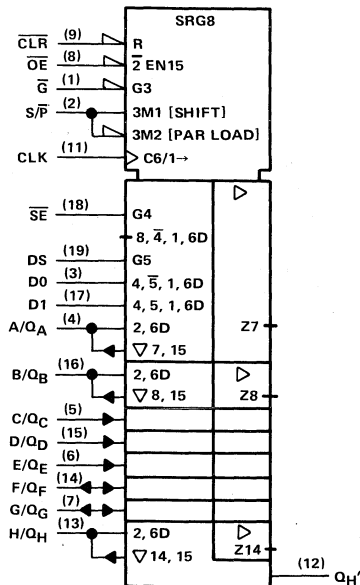 SRG8
CLR (9) R
OE (8) 2 EN15
G (1) G3
S/P (2) 3M1 [SHIFT]
3M2 [PAR LOAD]
CLK (11) C6/1→
SE (18) G4
8, 4, 1, 6D
DS (19) G5
D0 (3) 4, 5, 1, 6D
D1 (17) 4, 5, 1, 6D
A/QA (4) 2, 6D Z7
▽ 7, 15
B/QB (16) 2, 6D
▽ 8, 15 Z8
C/QC (5)
D/QD (15)
E/QE (6)
F/QF (14)
G/QG (7)
H/QH (13) 2, 6D
▽ 14, 15 Z14
(12) QH'